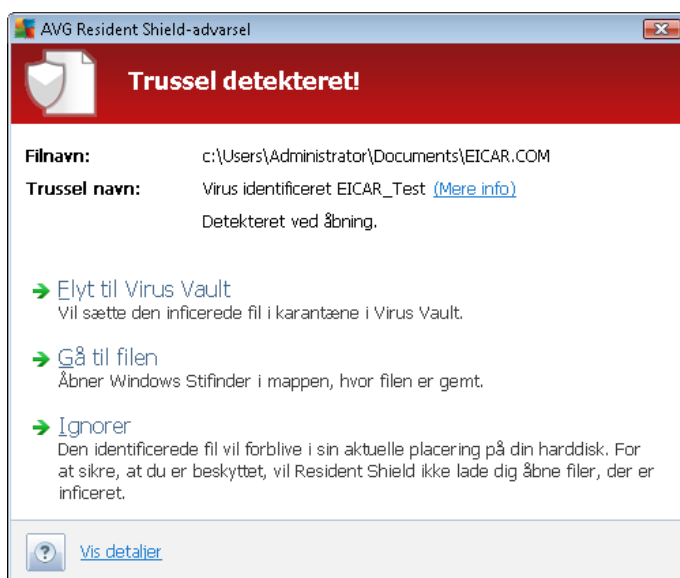 AVG Resident Shield-advarsel
Trussel detekteret!
Filnavn: c:\Users\Administrator\Documents\EICAR.COM
Trussel navn: Virus identificeret EICAR_Test (Mere info)
Detekteret ved åbning.
Flyt til Virus Vault
Vil sætte den inficerede fil i karantæne i Virus Vault.
Gå til filen
Åbner Windows Stifinder i mappen, hvor filen er gemt.
Ignorer
Den identificerede fil vil forblive i sin aktuelle placering på din harddisk. For
at sikre, at du er beskyttet, vil Resident Shield ikke lade dig åbne filer, der er
inficeret.
? Vis detaljer